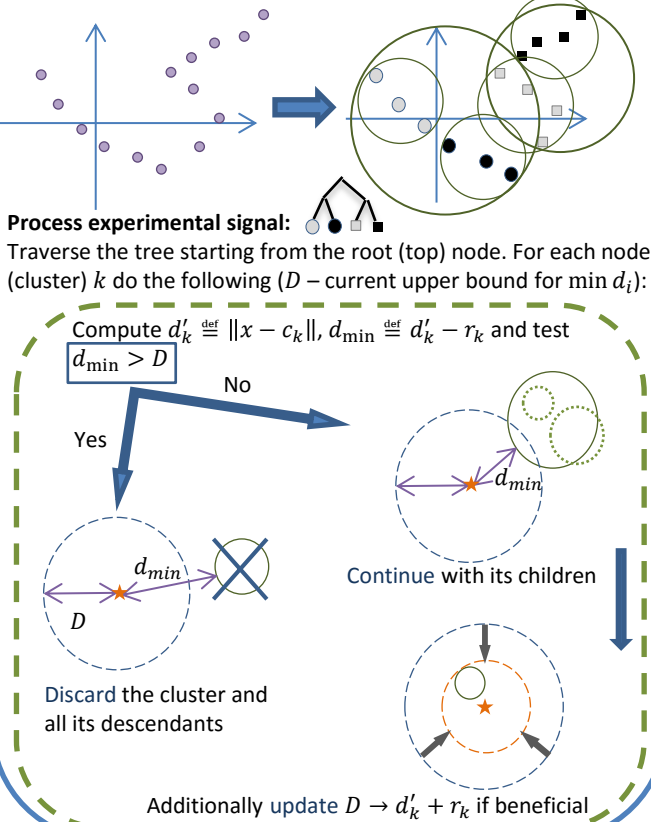 Process experimental signal:
Traverse the tree starting from the root (top) node. For each node
(cluster) k do the following (D – current upper bound for min dᵢ):
Compute d′ₖ ≝ ‖x − cₖ‖, d_min ≝ d′ₖ − rₖ and test
d_min > D
No
Yes
d_min
Continue with its children
d_min
D
Discard the cluster and
all its descendants
Additionally update D → d′ₖ + rₖ if beneficial